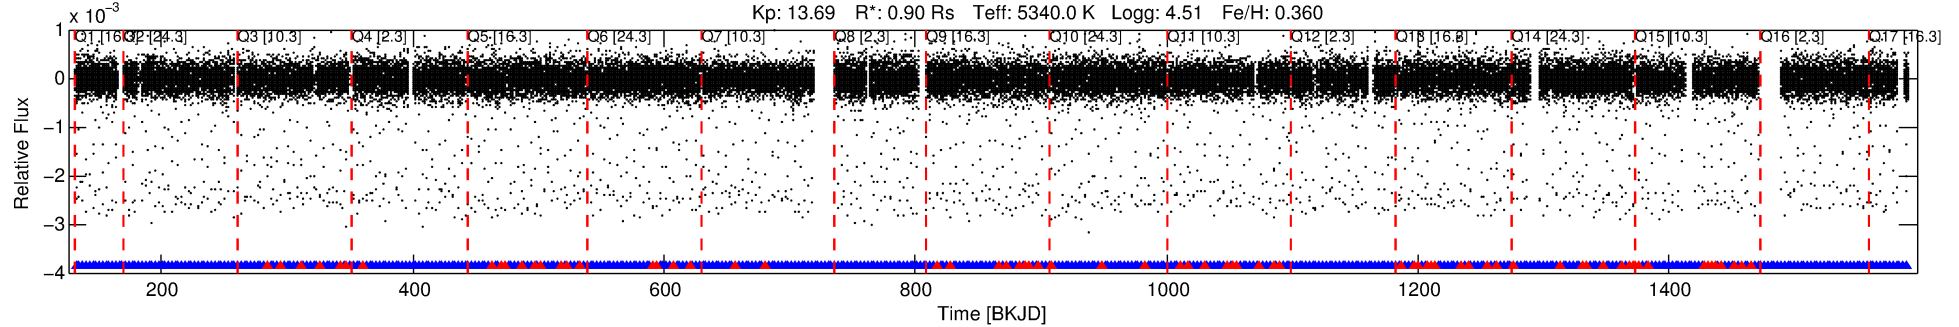 Kp: 13.69 R*: 0.90 Rs Teff: 5340.0 K Logg: 4.51 Fe/H: 0.360
x 10⁻³
Q1 [16.3] Q2 [24.3] Q3 [10.3] Q4 [2.3] Q5 [16.3] Q6 [24.3] Q7 [10.3] Q8 [2.3] Q9 [16.3] Q10 [24.3] Q11 [10.3] Q12 [2.3] Q13 [16.3] Q14 [24.3] Q15 [10.3] Q16 [2.3] Q17 [16.3]
1
0
−1
−2
−3
−4
Relative Flux
200 400 600 800 1000 1200 1400
Time [BKJD]